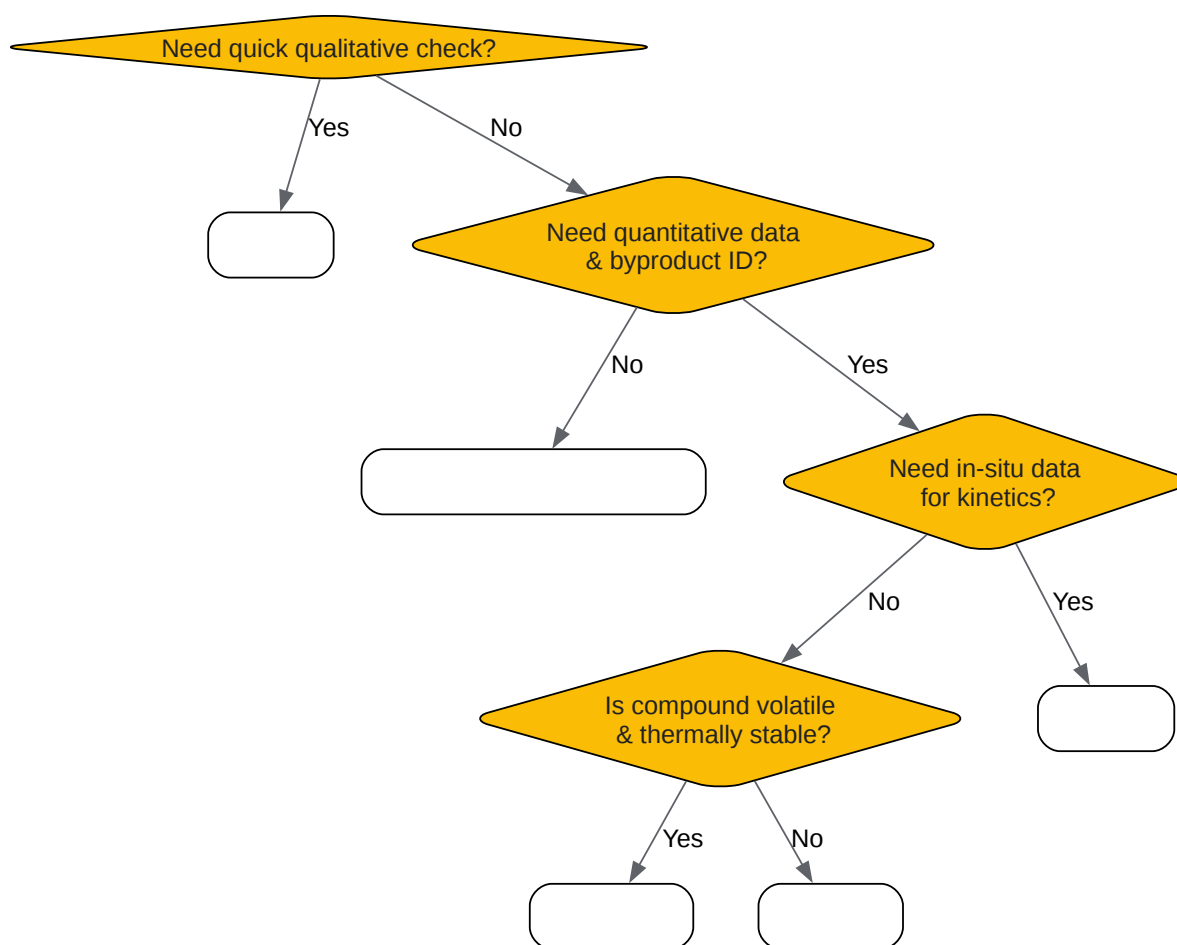 Need quick qualitative check?
Yes
No
Need quantitative data
& byproduct ID?
No
Yes
Need in-situ data
for kinetics?
No
Yes
Is compound volatile
& thermally stable?
Yes
No